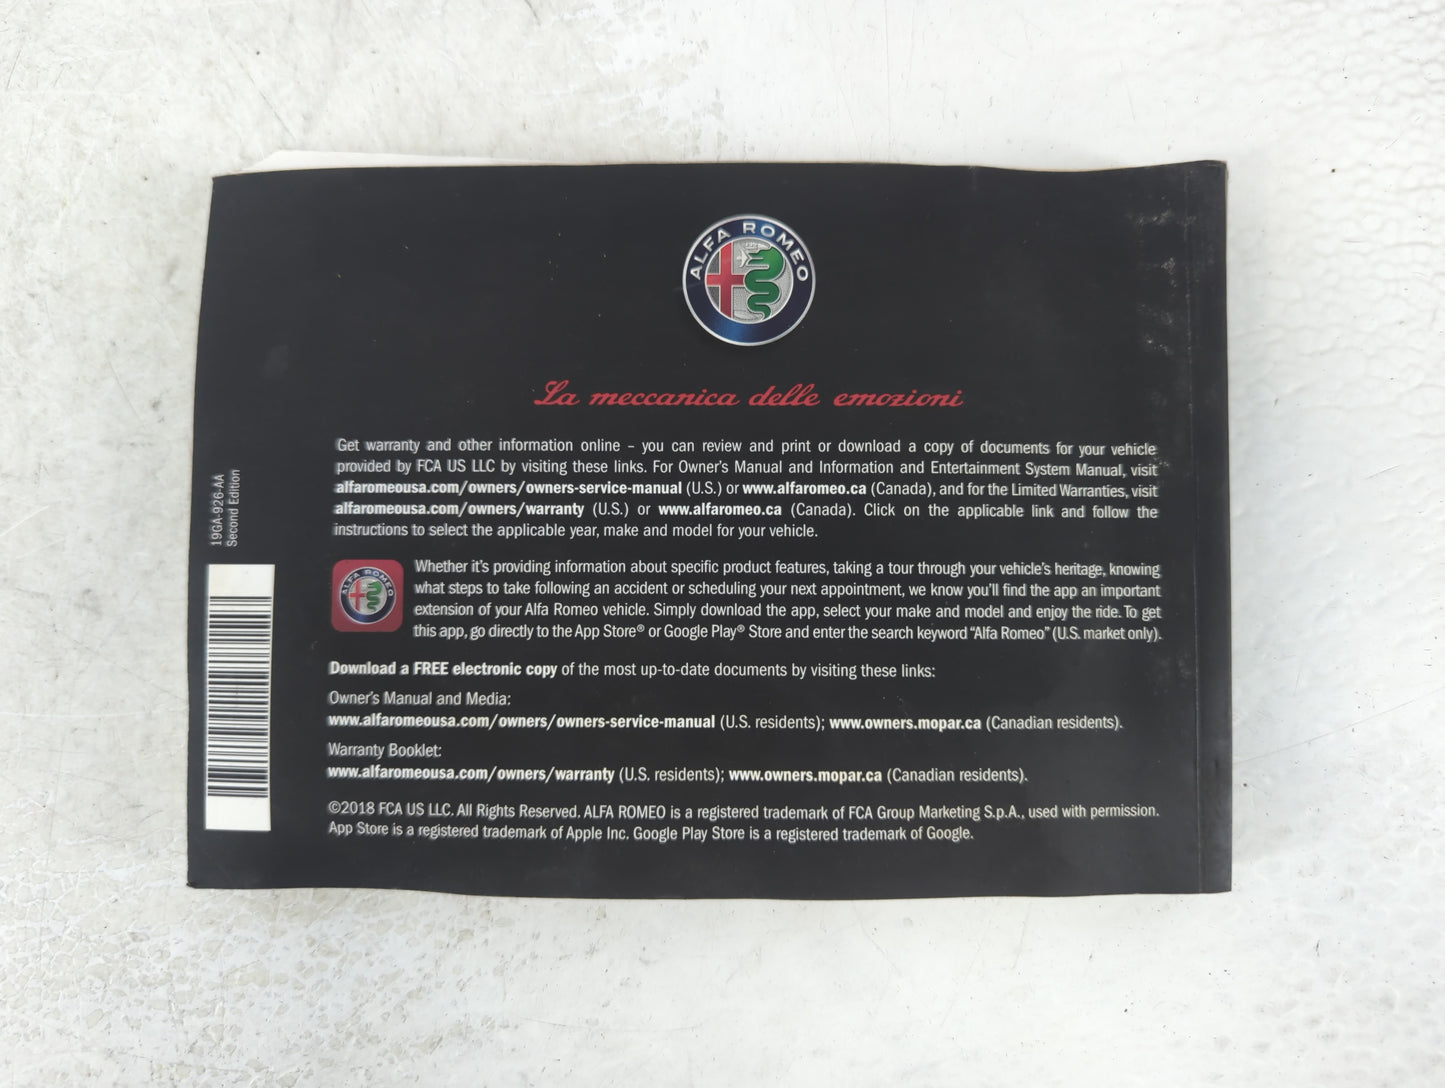 ALFA ROMEO
La meccanica delle emozioni
Get warranty and other information online – you can review and print or download a copy of documents for your vehicle
provided by FCA US LLC by visiting these links. For Owner's Manual and Information and Entertainment System Manual, visit
alfaromeousa.com/owners/owners-service-manual (U.S.) or www.alfaromeo.ca (Canada), and for the Limited Warranties, visit
alfaromeousa.com/owners/warranty (U.S.) or www.alfaromeo.ca (Canada). Click on the applicable link and follow the
instructions to select the applicable year, make and model for your vehicle.
19GA-926-AA
Second Edition
ALFA ROMEO
Whether it's providing information about specific product features, taking a tour through your vehicle's heritage, knowing
what steps to take following an accident or scheduling your next appointment, we know you'll find the app an important
extension of your Alfa Romeo vehicle. Simply download the app, select your make and model and enjoy the ride. To get
this app, go directly to the App Store® or Google Play® Store and enter the search keyword “Alfa Romeo” (U.S. market only).
Download a FREE electronic copy of the most up-to-date documents by visiting these links:
Owner's Manual and Media:
www.alfaromeousa.com/owners/owners-service-manual (U.S. residents); www.owners.mopar.ca (Canadian residents).
Warranty Booklet:
www.alfaromeousa.com/owners/warranty (U.S. residents); www.owners.mopar.ca (Canadian residents).
©2018 FCA US LLC. All Rights Reserved. ALFA ROMEO is a registered trademark of FCA Group Marketing S.p.A., used with permission.
App Store is a registered trademark of Apple Inc. Google Play Store is a registered trademark of Google.